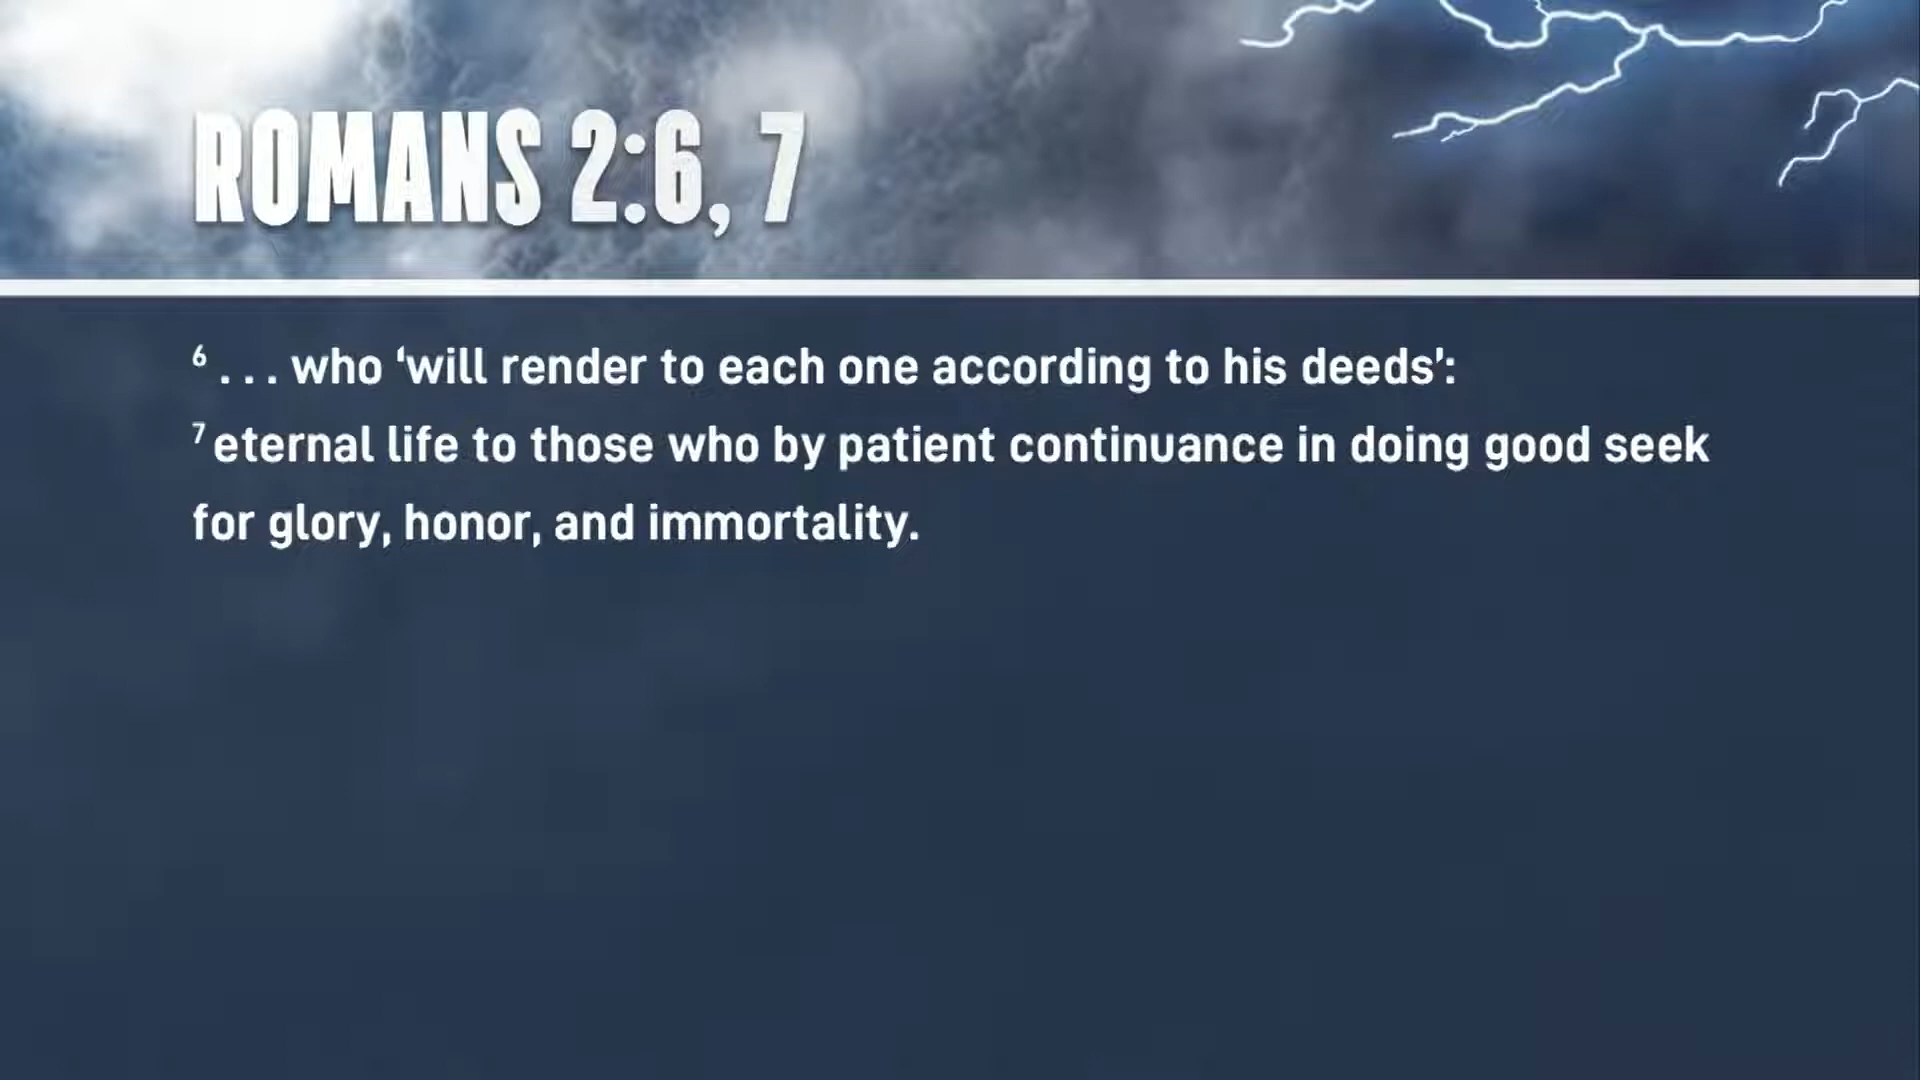 ROMANS 2:6, 7
⁶ . . . who ‘will render to each one according to his deeds’:
⁷ eternal life to those who by patient continuance in doing good seek
for glory, honor, and immortality.